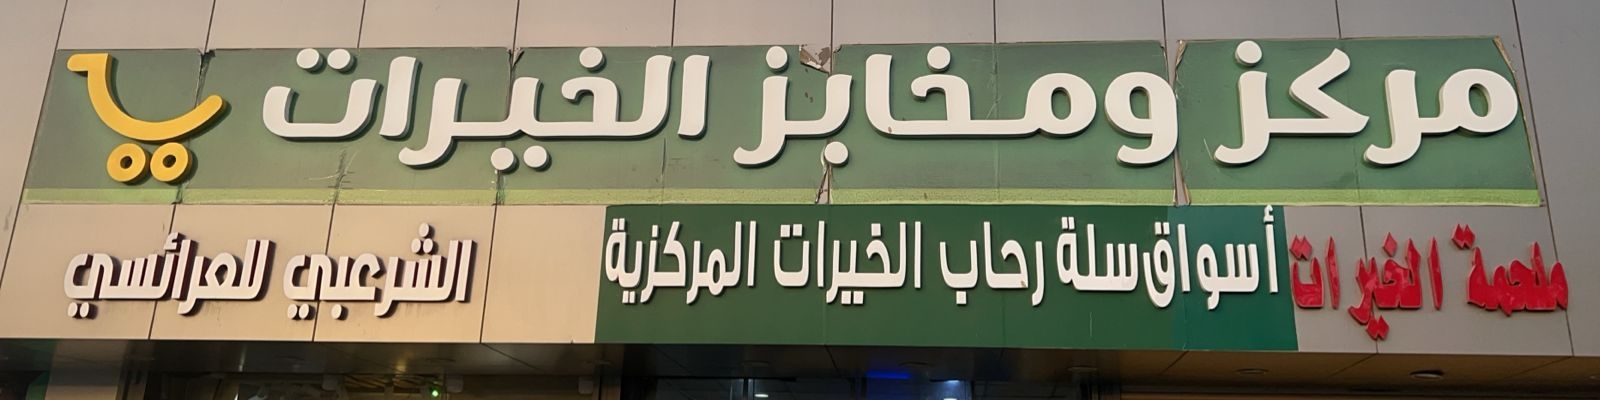 مركز ومخابز الخيرات
ملحمة الخيرات
أسواق سلة رحاب الخيرات المركزية
الشرعبي للعرائسي